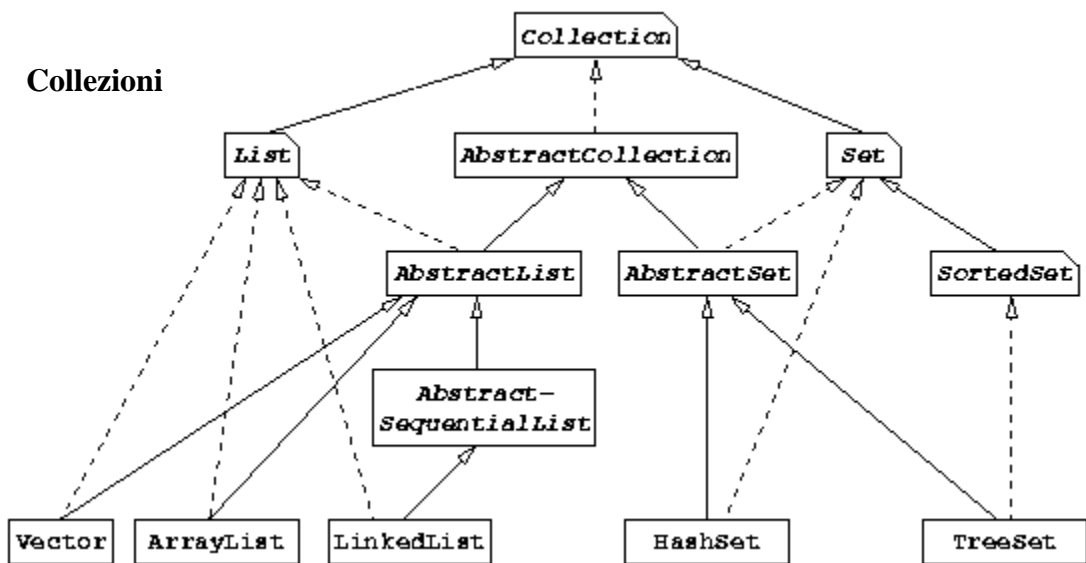 Collection
Collezioni
List
AbstractCollection
Set
AbstractList
AbstractSet
SortedSet
Abstract-
SequentialList
Vector
ArrayList
LinkedList
HashSet
TreeSet